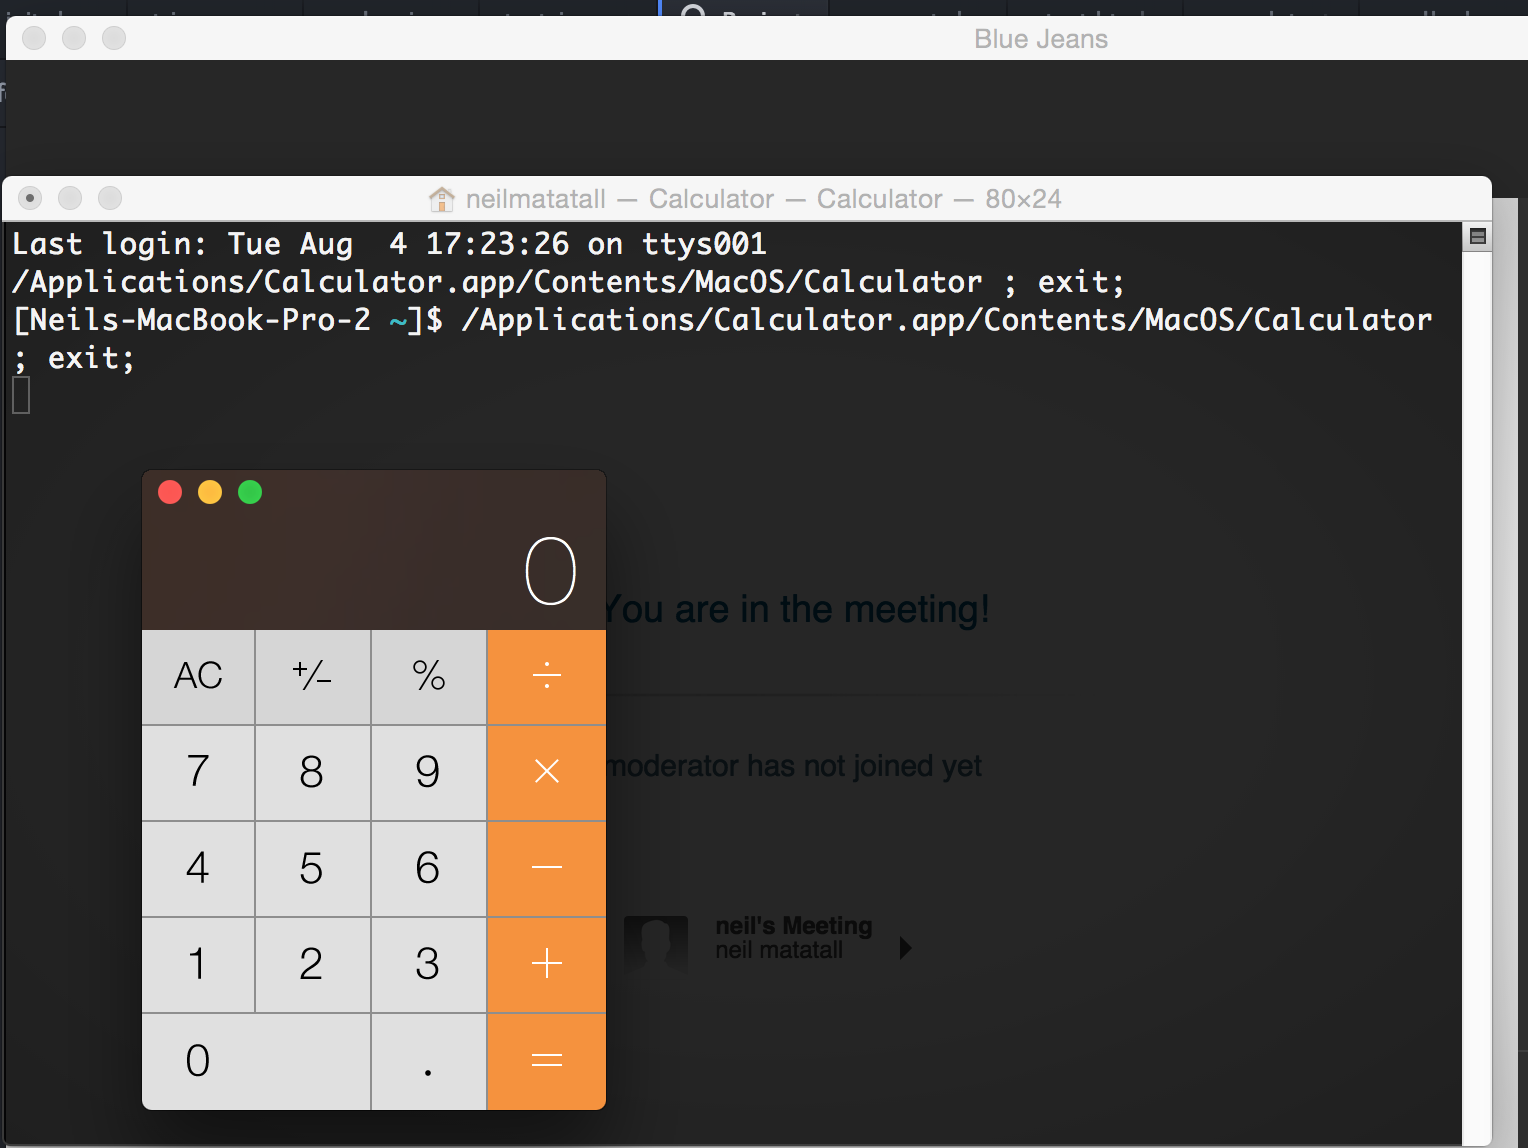 Blue Jeans
neilmatatall — Calculator — Calculator — 80×24
Last login: Tue Aug  4 17:23:26 on ttys001
/Applications/Calculator.app/Contents/MacOS/Calculator ; exit;
[Neils-MacBook-Pro-2 ~]$ /Applications/Calculator.app/Contents/MacOS/Calculator
; exit;
0
AC +/− % ÷
7 8 9 ×
4 5 6 −
1 2 3 +
0 . =
You are in the meeting!
moderator has not joined yet
neil's Meeting
neil matatall